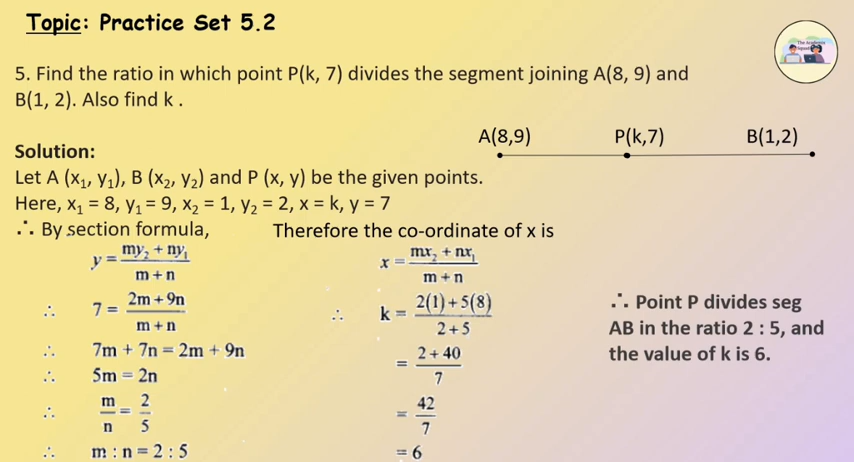 Topic: Practice Set 5.2
The Academic Squad
5. Find the ratio in which point P(k, 7) divides the segment joining A(8, 9) and
B(1, 2). Also find k .
A(8,9) P(k,7) B(1,2)
Solution:
Let A (x₁, y₁), B (x₂, y₂) and P (x, y) be the given points.
Here, x₁ = 8, y₁ = 9, x₂ = 1, y₂ = 2, x = k, y = 7
∴ By section formula,
y = (my₂ + ny₁)/(m + n)
∴ 7 = (2m + 9n)/(m + n)
∴ 7m + 7n = 2m + 9n
∴ 5m = 2n
∴ m/n = 2/5
∴ m : n = 2 : 5
Therefore the co-ordinate of x is
x = (mx₂ + nx₁)/(m + n)
∴ k = (2(1) + 5(8))/(2 + 5)
= (2 + 40)/7
= 42/7
= 6
∴ Point P divides seg
AB in the ratio 2 : 5, and
the value of k is 6.